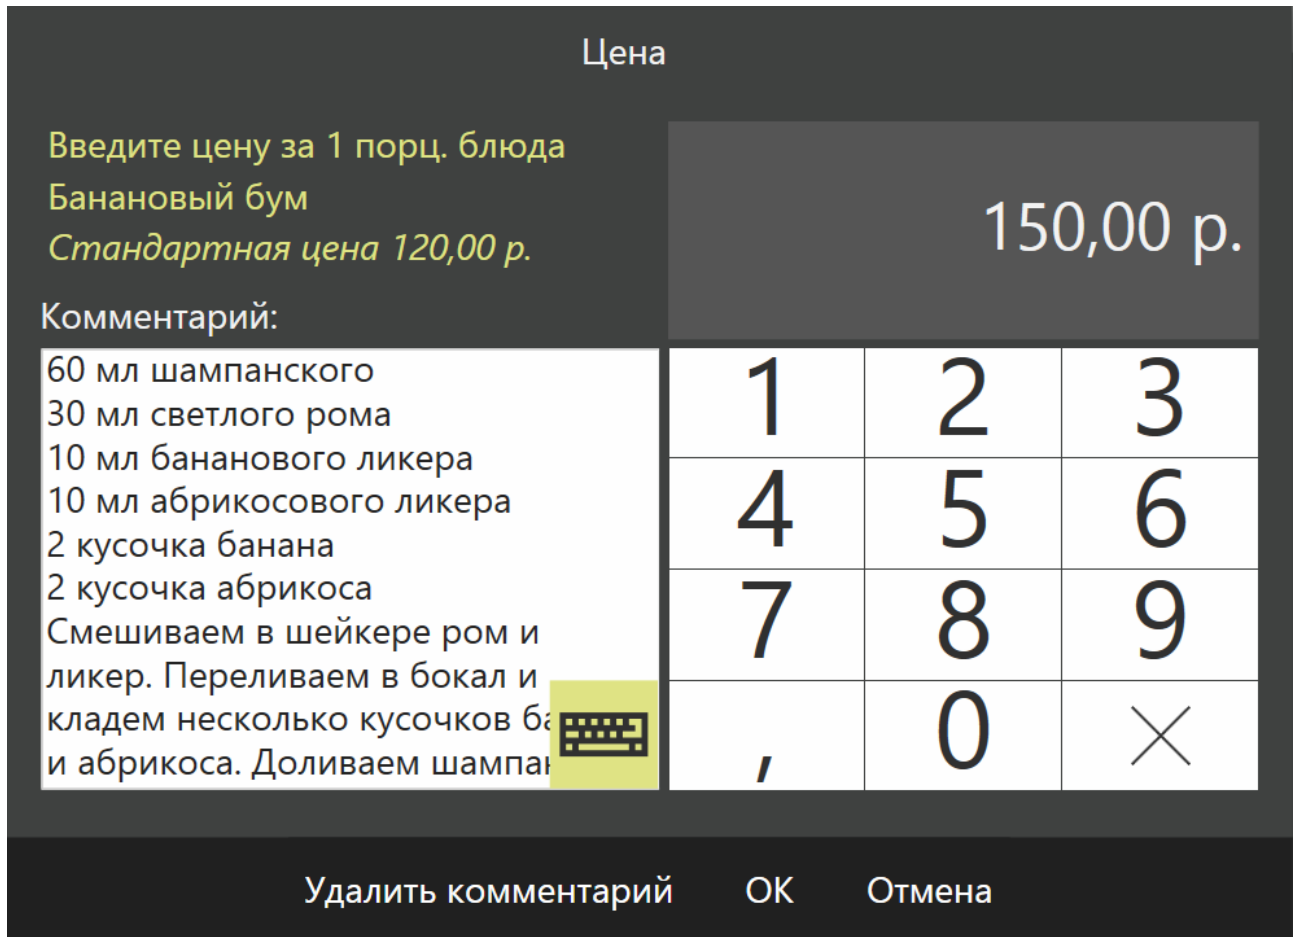 Цена
Введите цену за 1 порц. блюда
Банановый бум
Стандартная цена 120,00 р.
150,00 р.
Комментарий:
60 мл шампанского
30 мл светлого рома
10 мл бананового ликера
10 мл абрикосового ликера
2 кусочка банана
2 кусочка абрикоса
Смешиваем в шейкере ром и
ликер. Переливаем в бокал и
кладем несколько кусочков
и абрикоса. Доливаем
1 2 3
4 5 6
7 8 9
, 0
Удалить комментарий OK Отмена